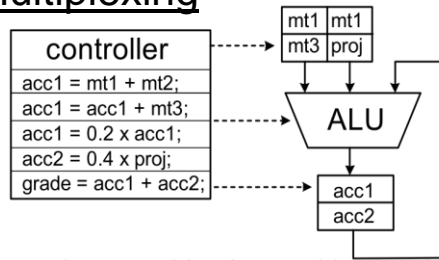 ultiplexing
controller
acc1 = mt1 + mt2;
acc1 = acc1 + mt3;
acc1 = 0.2 x acc1;
acc2 = 0.4 x proj;
grade = acc1 + acc2;
mt1 mt1
mt3 proj
ALU
acc1
acc2